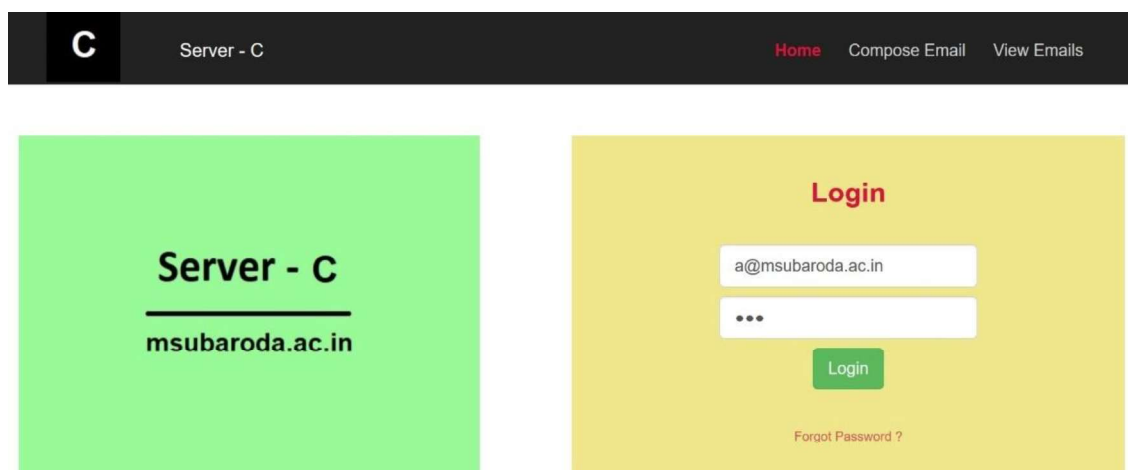 C
Server - C
Home Compose Email View Emails
Server - C
msubaroda.ac.in
Login
a@msubaroda.ac.in
•••
Login
Forgot Password ?